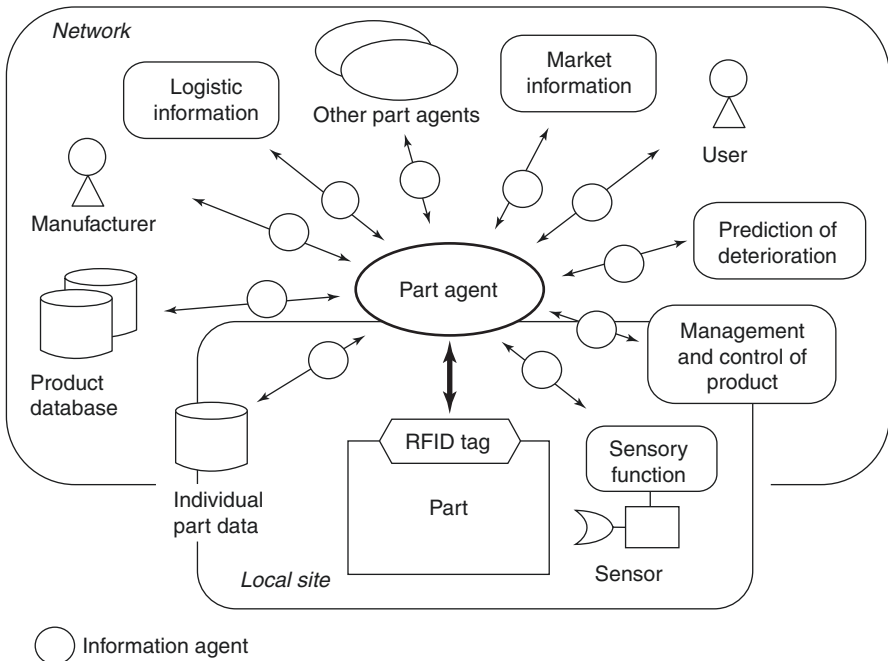 Network
Logistic
information
Other part agents
Market
information
User
Manufacturer
Prediction of
deterioration
Part agent
Product
database
Management
and control of
product
RFID tag
Part
Sensory
function
Individual
part data
Sensor
Local site
Information agent